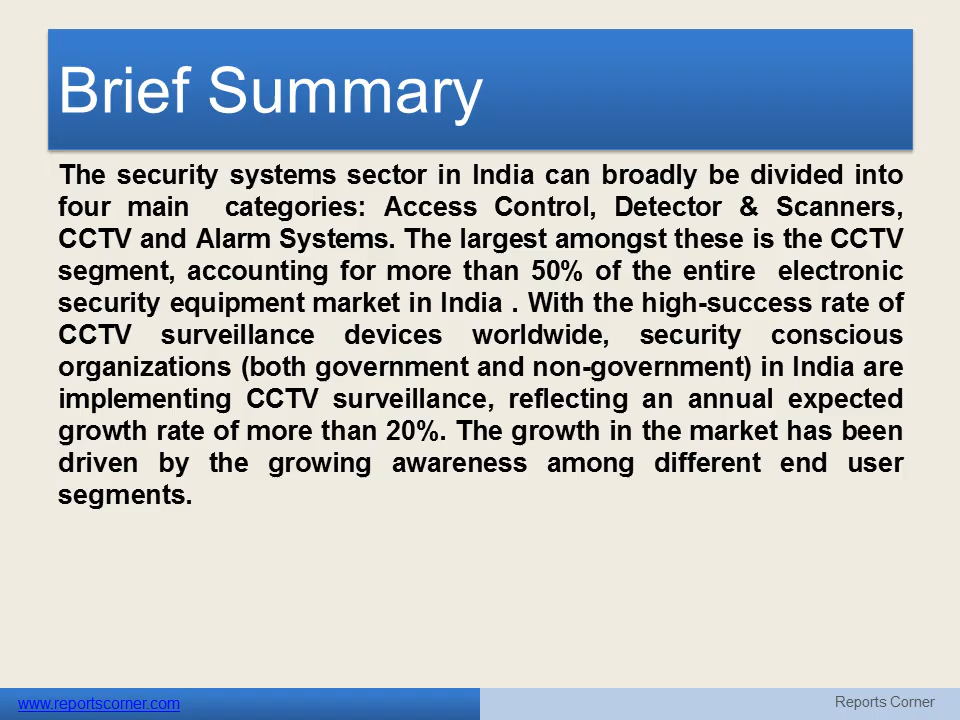 Brief Summary
The security systems sector in India can broadly be divided into
four main  categories: Access Control, Detector & Scanners,
CCTV and Alarm Systems. The largest amongst these is the CCTV
segment, accounting for more than 50% of the entire  electronic
security equipment market in India . With the high-success rate of
CCTV surveillance devices worldwide, security conscious
organizations (both government and non-government) in India are
implementing CCTV surveillance, reflecting an annual expected
growth rate of more than 20%. The growth in the market has been
driven by the growing awareness among different end user
segments.
www.reportscorner.com
Reports Corner